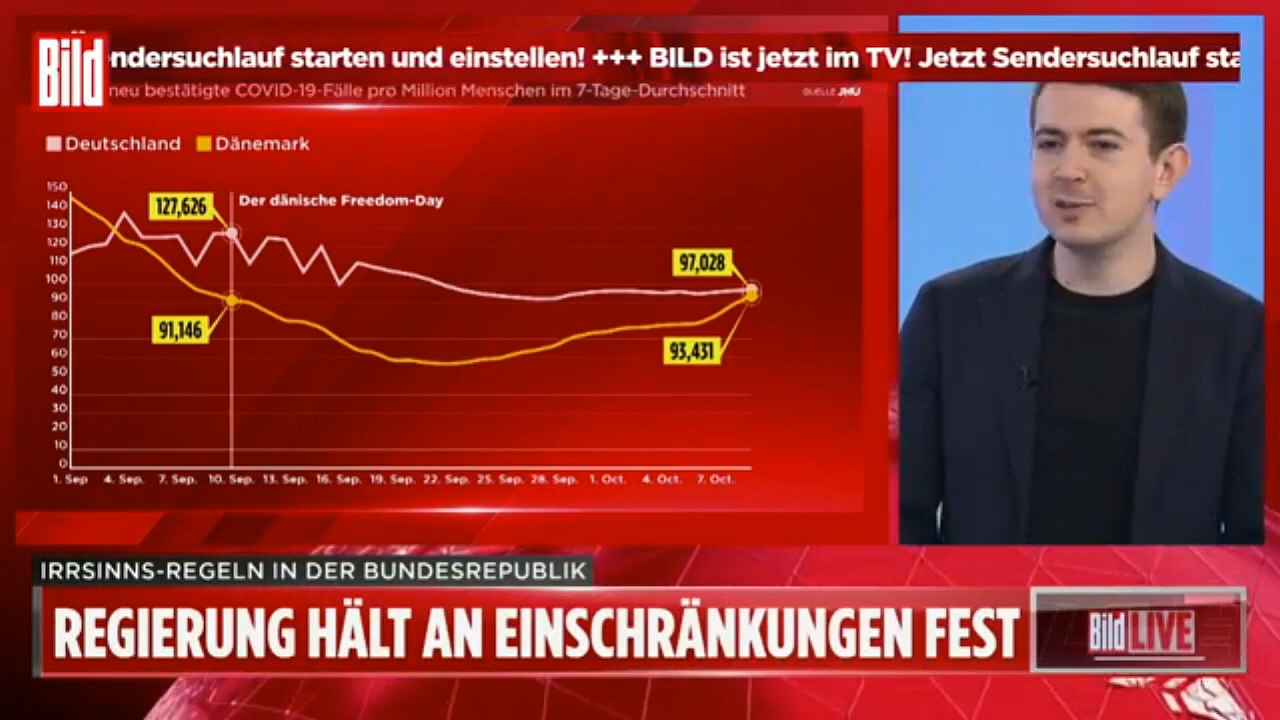 Bild
endersuchlauf starten und einstellen! +++ BILD ist jetzt im TV! Jetzt Sendersuchlauf sta
neu bestätigte COVID-19-Fälle pro Million Menschen im 7-Tage-Durchschnitt
QUELLE JHU
Deutschland Dänemark
150
140
130
120
110
100
90
80
70
60
50
40
30
20
10
0
127,626
Der dänische Freedom-Day
91,146
97,028
93,431
1. Sep 4. Sep. 7. Sep. 10. Sep. 13. Sep. 16. Sep. 19. Sep. 22. Sep. 25. Sep. 28. Sep. 1. Oct. 4. Oct. 7. Oct.
IRRSINNS-REGELN IN DER BUNDESREPUBLIK
REGIERUNG HÄLT AN EINSCHRÄNKUNGEN FEST
Bild LIVE